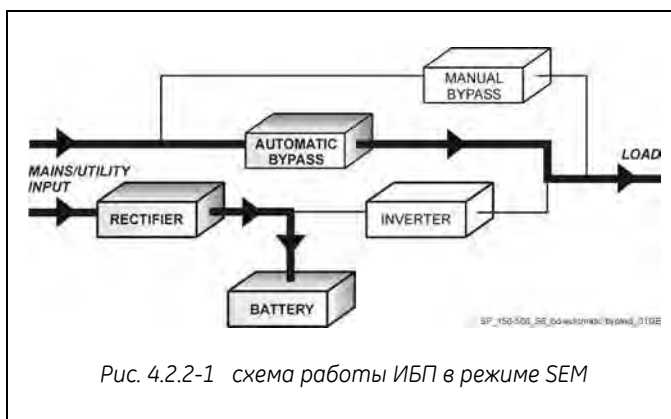 MANUAL
BYPASS
AUTOMATIC
BYPASS
LOAD
MAINS/UTILITY
INPUT
RECTIFIER
INVERTER
BATTERY
Рис. 4.2.2-1 схема работы ИБП в режиме SEM